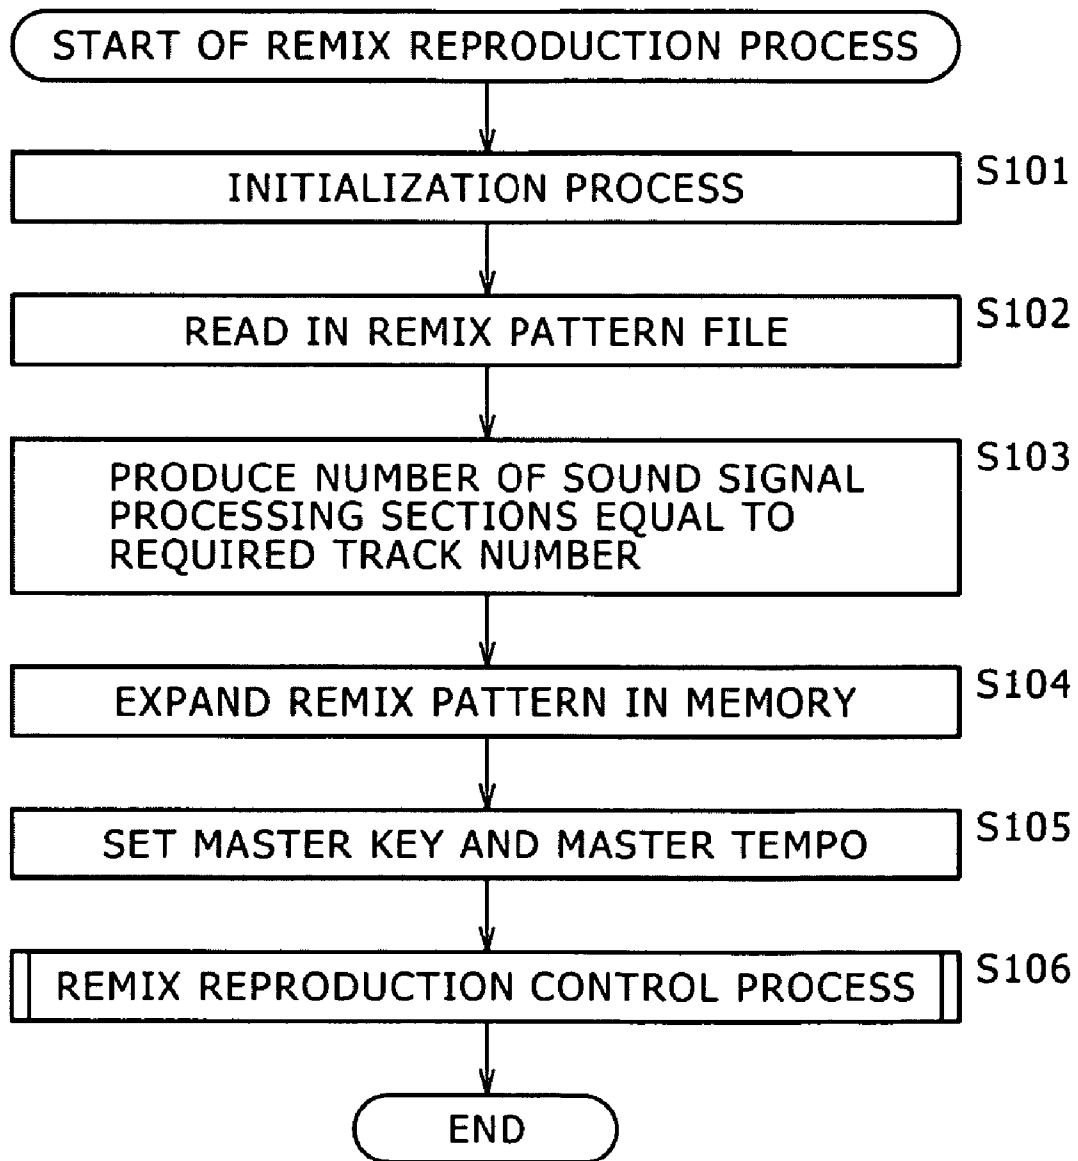 START OF REMIX REPRODUCTION PROCESS
INITIALIZATION PROCESS
S101
READ IN REMIX PATTERN FILE
S102
PRODUCE NUMBER OF SOUND SIGNAL
PROCESSING SECTIONS EQUAL TO
REQUIRED TRACK NUMBER
S103
EXPAND REMIX PATTERN IN MEMORY
S104
SET MASTER KEY AND MASTER TEMPO
S105
REMIX REPRODUCTION CONTROL PROCESS
S106
END